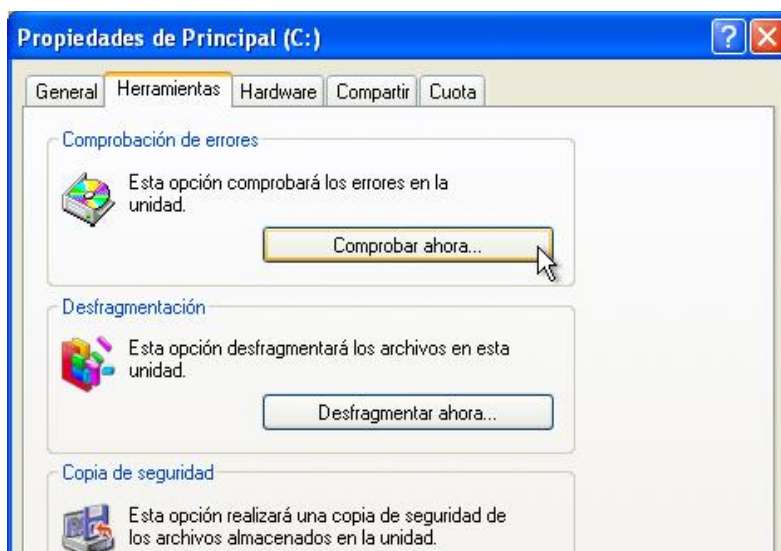 Propiedades de Principal (C:)
General Herramientas Hardware Compartir Cuota
Comprobación de errores
Esta opción comprobará los errores en la
unidad.
Comprobar ahora...
Desfragmentación
Esta opción desfragmentará los archivos en esta
unidad.
Desfragmentar ahora...
Copia de seguridad
Esta opción realizará una copia de seguridad de
los archivos almacenados en la unidad.